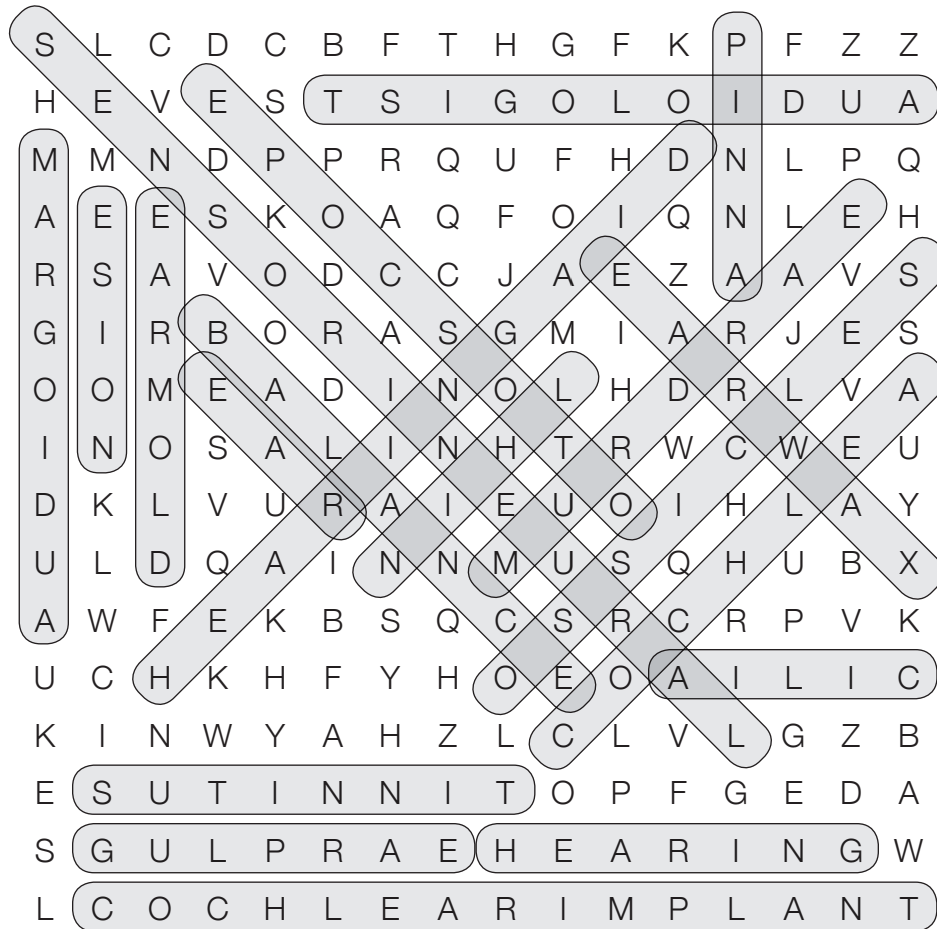 S L C D C B F T H G F K P F Z Z
H E V E S T S I G O L O I D U A
M M N D P P R Q U F H D N L P Q
A E E S K O A Q F O I Q N L E H
R S A V O D C C J A E Z A A V S
G I R B O R A S G M I A R J E S
O O M E A D I N O L H D R L V A
I N O S A L I N H T R W C W E U
D K L V U R A I E U O I H L A Y
U L D Q A I N N M U S Q H U B X
A W F E K B S Q C S R C R P V K
U C H K H F Y H O E O A I L I C
K I N W Y A H Z L C L V L G Z B
E S U T I N N I T O P F G E D A
S G U L P R A E H E A R I N G W
L C O C H L E A R I M P L A N T